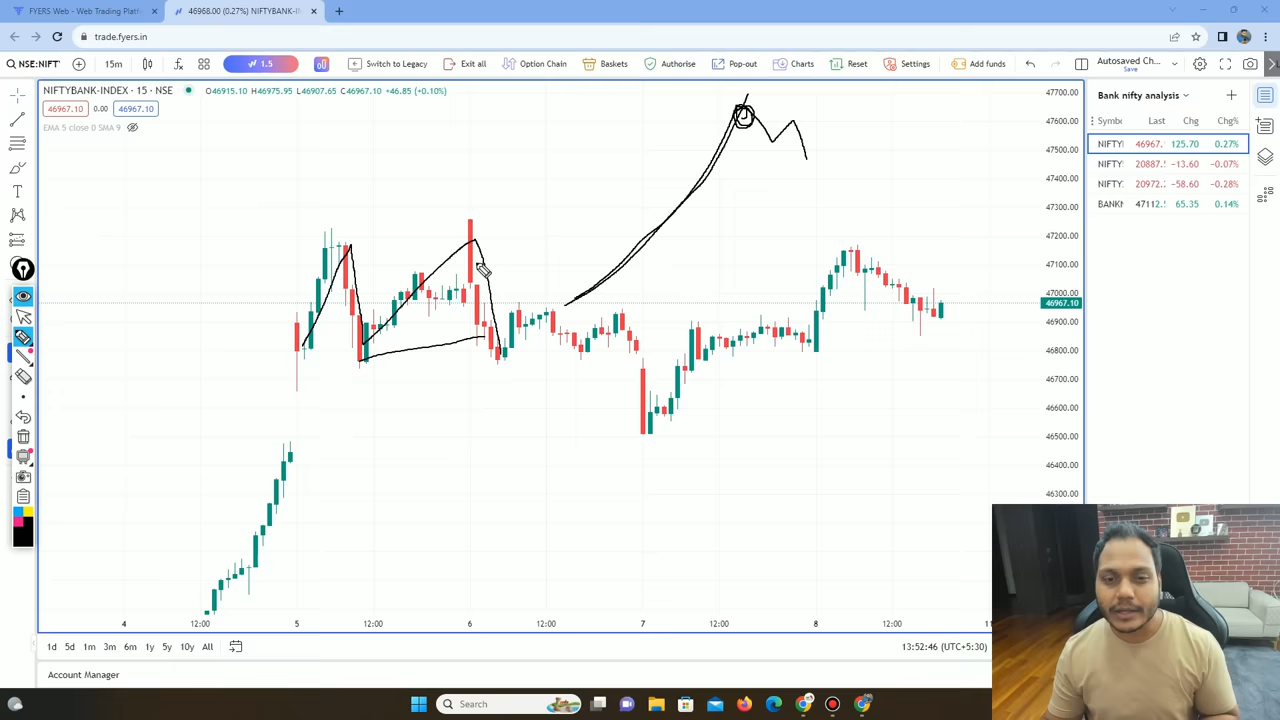 FYERS Web - Web Trading Platf
46968.00 (0.27%) NIFTYBANK-IN
trade.fyers.in
NSE:NIFT
15m
1.5
Switch to Legacy
Exit all
Option Chain
Baskets
Authorise
Pop-out
Charts
Reset
Settings
Add funds
Autosaved Ch...
Save
NIFTYBANK-INDEX · 15 · NSE
O46915.10 H46975.95 L46907.65 C46967.10 +46.85 (+0.10%)
46967.10 0.00 46967.10
EMA 5 close 0 SMA 9
47700.00
47600.00
47500.00
47400.00
47300.00
47200.00
47100.00
47000.00
46967.10
46900.00
46800.00
46700.00
46600.00
46500.00
46400.00
46300.00
Bank nifty analysis
Symbo Last Chg Chg%
NIFTY 46967. 125.70 0.27%
NIFTY 20887.5 -13.60 -0.07%
NIFTY 20972.2 -58.60 -0.28%
BANKN 47112.5 65.35 0.14%
4 12:00 5 12:00 6 12:00 7 12:00 8 12:00
1d 5d 1m 3m 6m 1y 5y 10y All
13:52:46 (UTC+5:30)
Account Manager
Search